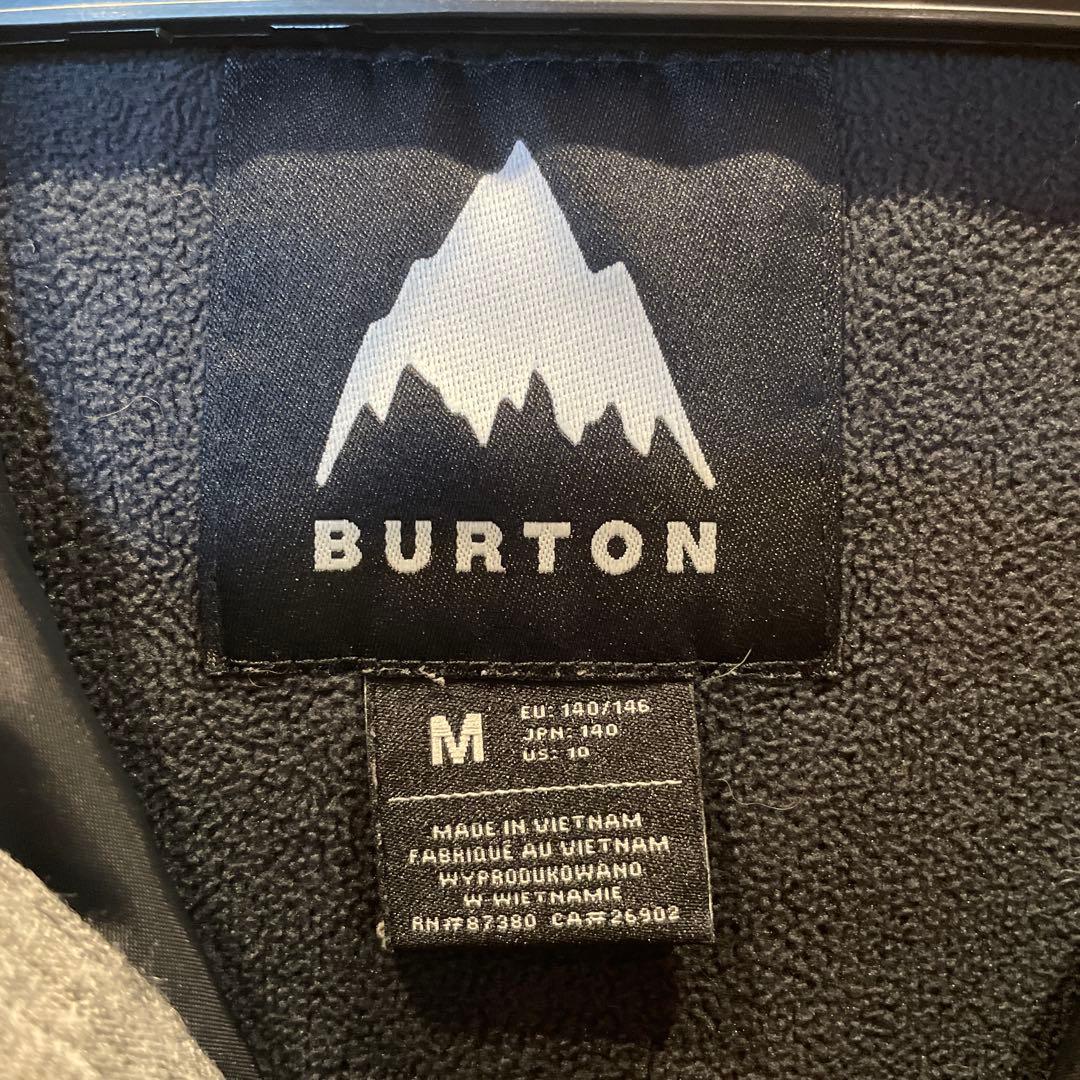 BURTON
M
EU: 140/146
JPN: 140
US: 10
MADE IN VIETNAM
FABRIQUÉ AU VIETNAM
WYPRODUKOWANO
W WIETNAMIE
RN#87380 CA#26902